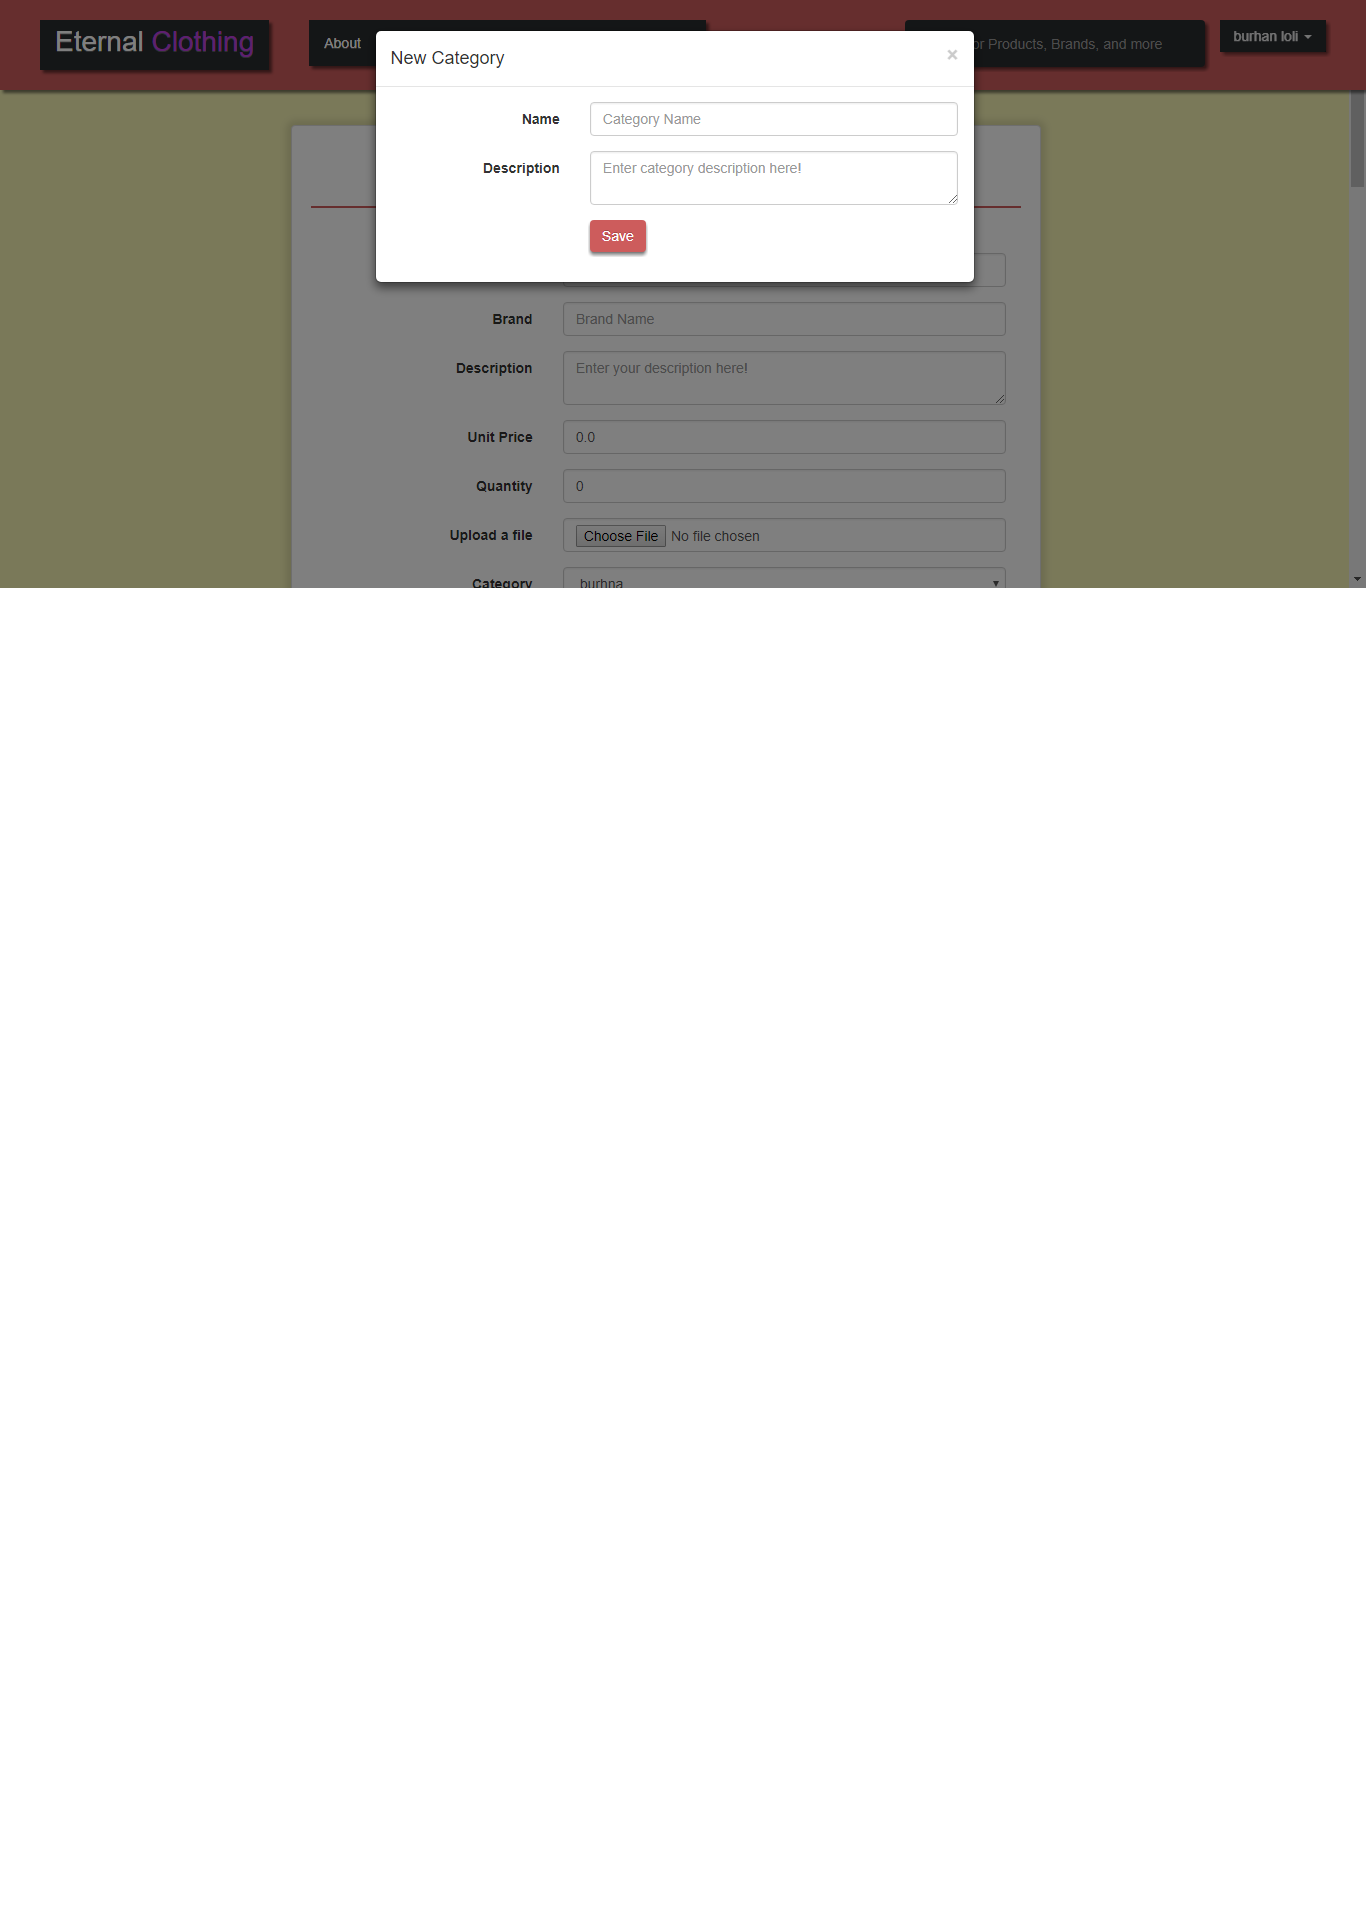 Eternal Clothing
About
or Products, Brands, and more
burhan loli
New Category
×
Name
Category Name
Description
Enter category description here!
Save
Brand
Brand Name
Description
Enter your description here!
Unit Price
0.0
Quantity
0
Upload a file
Choose File No file chosen
Category
burhna